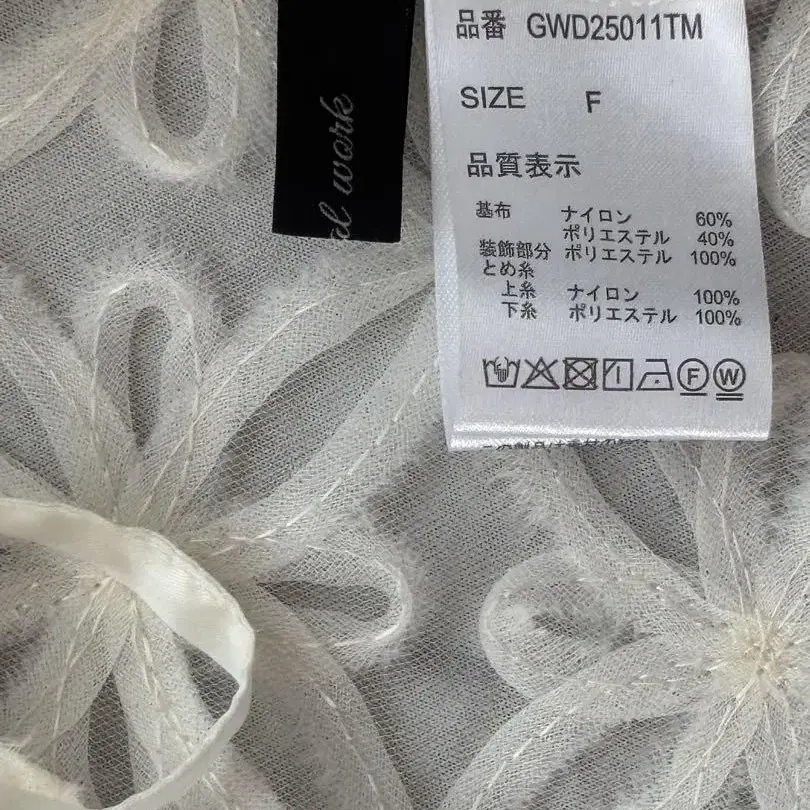 品番 GWD25011TM
SIZE F
品質表示
基布 ナイロン 60%
ポリエステル 40%
装飾部分 ポリエステル 100%
とめ糸
上糸 ナイロン 100%
下糸 ポリエステル 100%
F W
al work